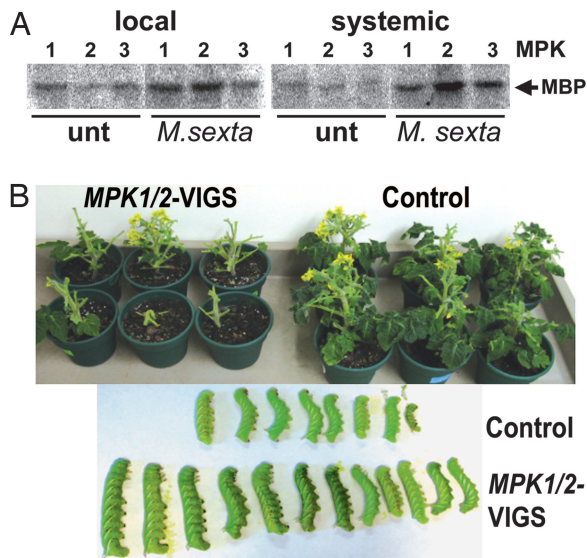 A
local systemic
1 2 3 1 2 3 1 2 3 1 2 3 MPK
MBP
unt M.sexta unt M. sexta
B
MPK1/2-VIGS Control
Control
MPK1/2-
VIGS